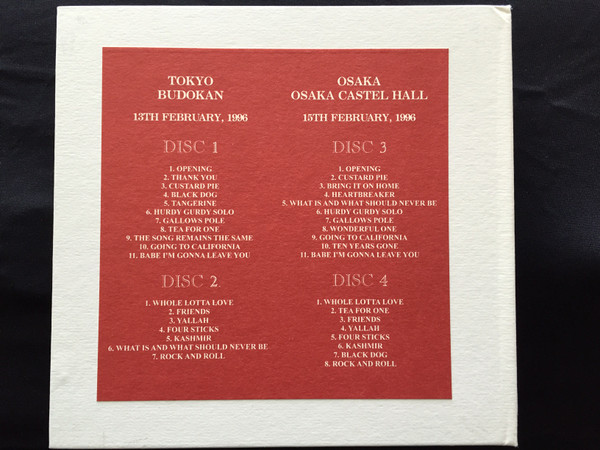 TOKYO
BUDOKAN
13TH FEBRUARY, 1996
DISC 1
1. OPENING
2. THANK YOU
3. CUSTARD PIE
4. BLACK DOG
5. TANGERINE
6. HURDY GURDY SOLO
7. GALLOWS POLE
8. TEA FOR ONE
9. THE SONG REMAINS THE SAME
10. GOING TO CALIFORNIA
11. BABE I'M GONNA LEAVE YOU
DISC 2
1. WHOLE LOTTA LOVE
2. FRIENDS
3. YALLAH
4. FOUR STICKS
5. KASHMIR
6. WHAT IS AND WHAT SHOULD NEVER BE
7. ROCK AND ROLL
OSAKA
OSAKA CASTEL HALL
15TH FEBRUARY, 1996
DISC 3
1. OPENING
2. CUSTARD PIE
3. BRING IT ON HOME
4. HEARTBREAKER
5. WHAT IS AND WHAT SHOULD NEVER BE
6. HURDY GURDY SOLO
7. GALLOWS POLE
8. WONDERFUL ONE
9. GOING TO CALIFORNIA
10. TEN YEARS GONE
11. BABE I'M GONNA LEAVE YOU
DISC 4
1. WHOLE LOTTA LOVE
2. TEA FOR ONE
3. FRIENDS
4. YALLAH
5. FOUR STICKS
6. KASHMIR
7. BLACK DOG
8. ROCK AND ROLL